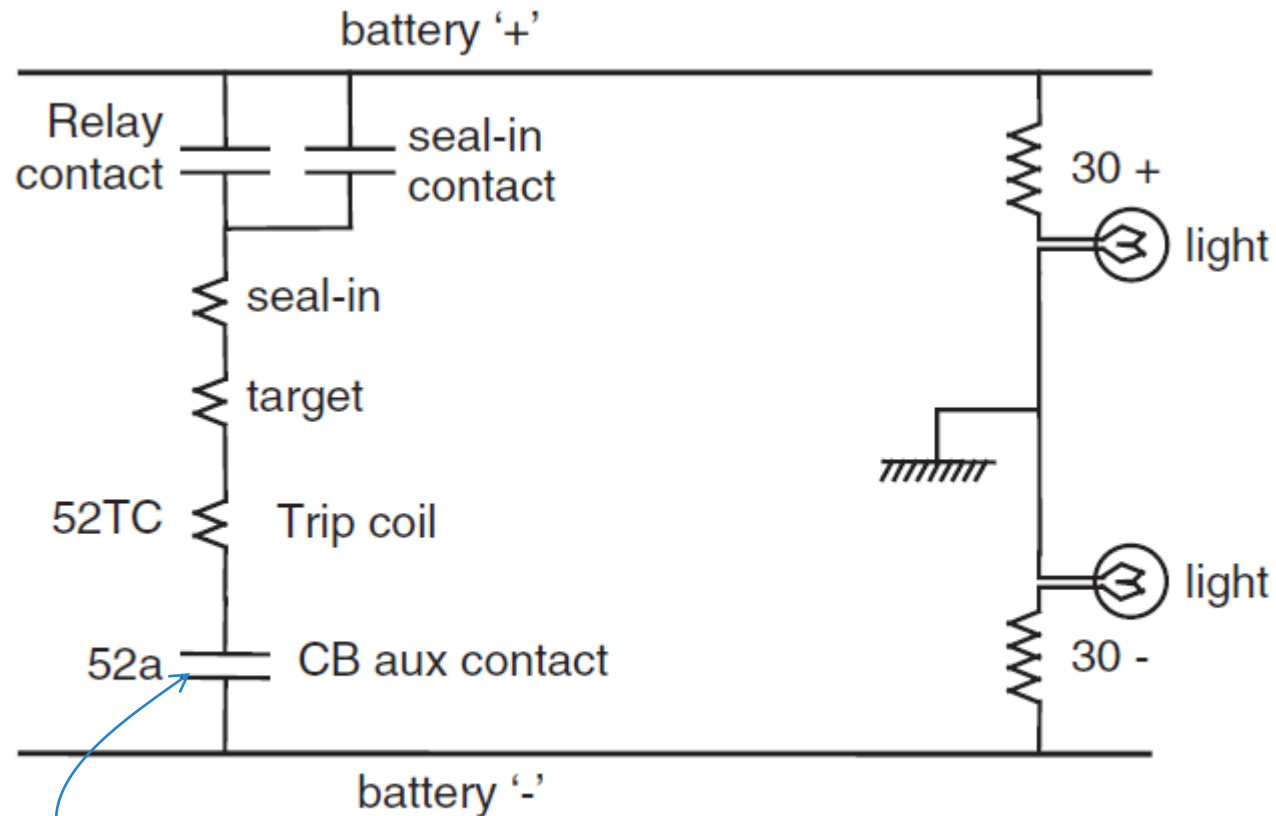 battery ‘+’
Relay
contact
seal-in
contact
30 +
light
seal-in
target
52TC
Trip coil
light
52a
CB aux contact
30 -
battery ‘-’